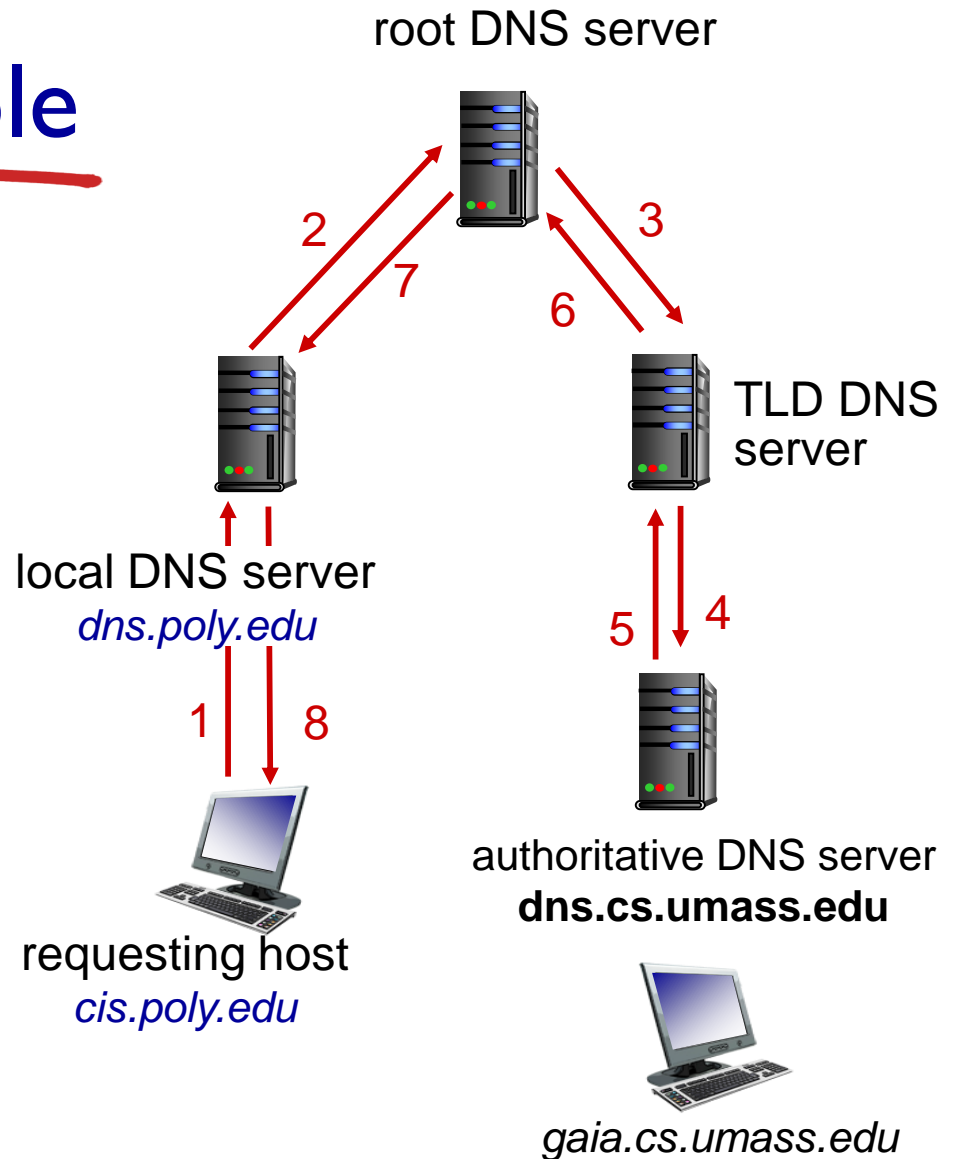 root DNS server
le
2
3
7
6
TLD DNS
server
local DNS server
dns.poly.edu
5
4
1
8
authoritative DNS server
dns.cs.umass.edu
requesting host
cis.poly.edu
gaia.cs.umass.edu